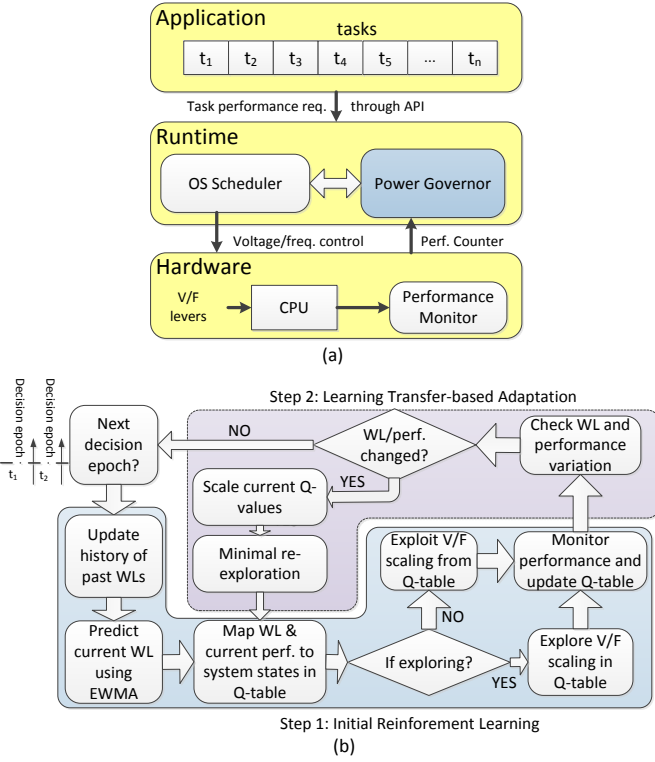 Application
tasks
t1 t2 t3 t4 t5 ... tn
Task performance req. through API
Runtime
OS Scheduler
Power Governor
Voltage/freq. control
Perf. Counter
Hardware
V/F
levers
CPU
Performance
Monitor
(a)
Step 2: Learning Transfer-based Adaptation
Decision epoch
Decision epoch
t1 t2
Next
decision
epoch?
NO
WL/perf.
changed?
Check WL and
performance
variation
YES
Scale current Q-
values
Minimal re-
exploration
Update
history of
past WLs
Exploit V/F
scaling from
Q-table
Monitor
performance and
update Q-table
NO
Predict
current WL
using
EWMA
Map WL &
current perf. to
system states in
Q-table
If exploring?
YES
Explore V/F
scaling in
Q-table
Step 1: Initial Reinforement Learning
(b)